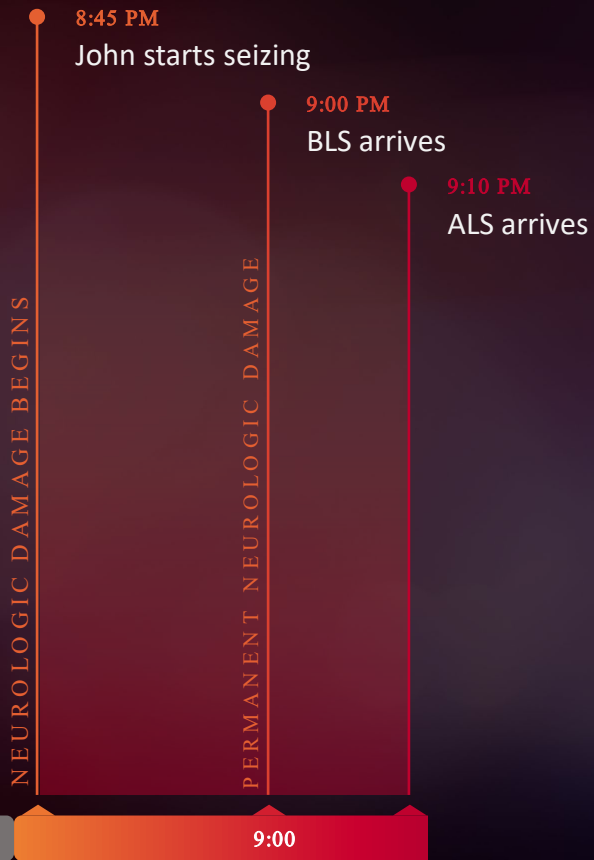 8:45 PM
John starts seizing
9:00 PM
BLS arrives
9:10 PM
ALS arrives
NEUROLOGIC DAMAGE BEGINS
PERMANENT NEUROLOGIC DAMAGE
9:00